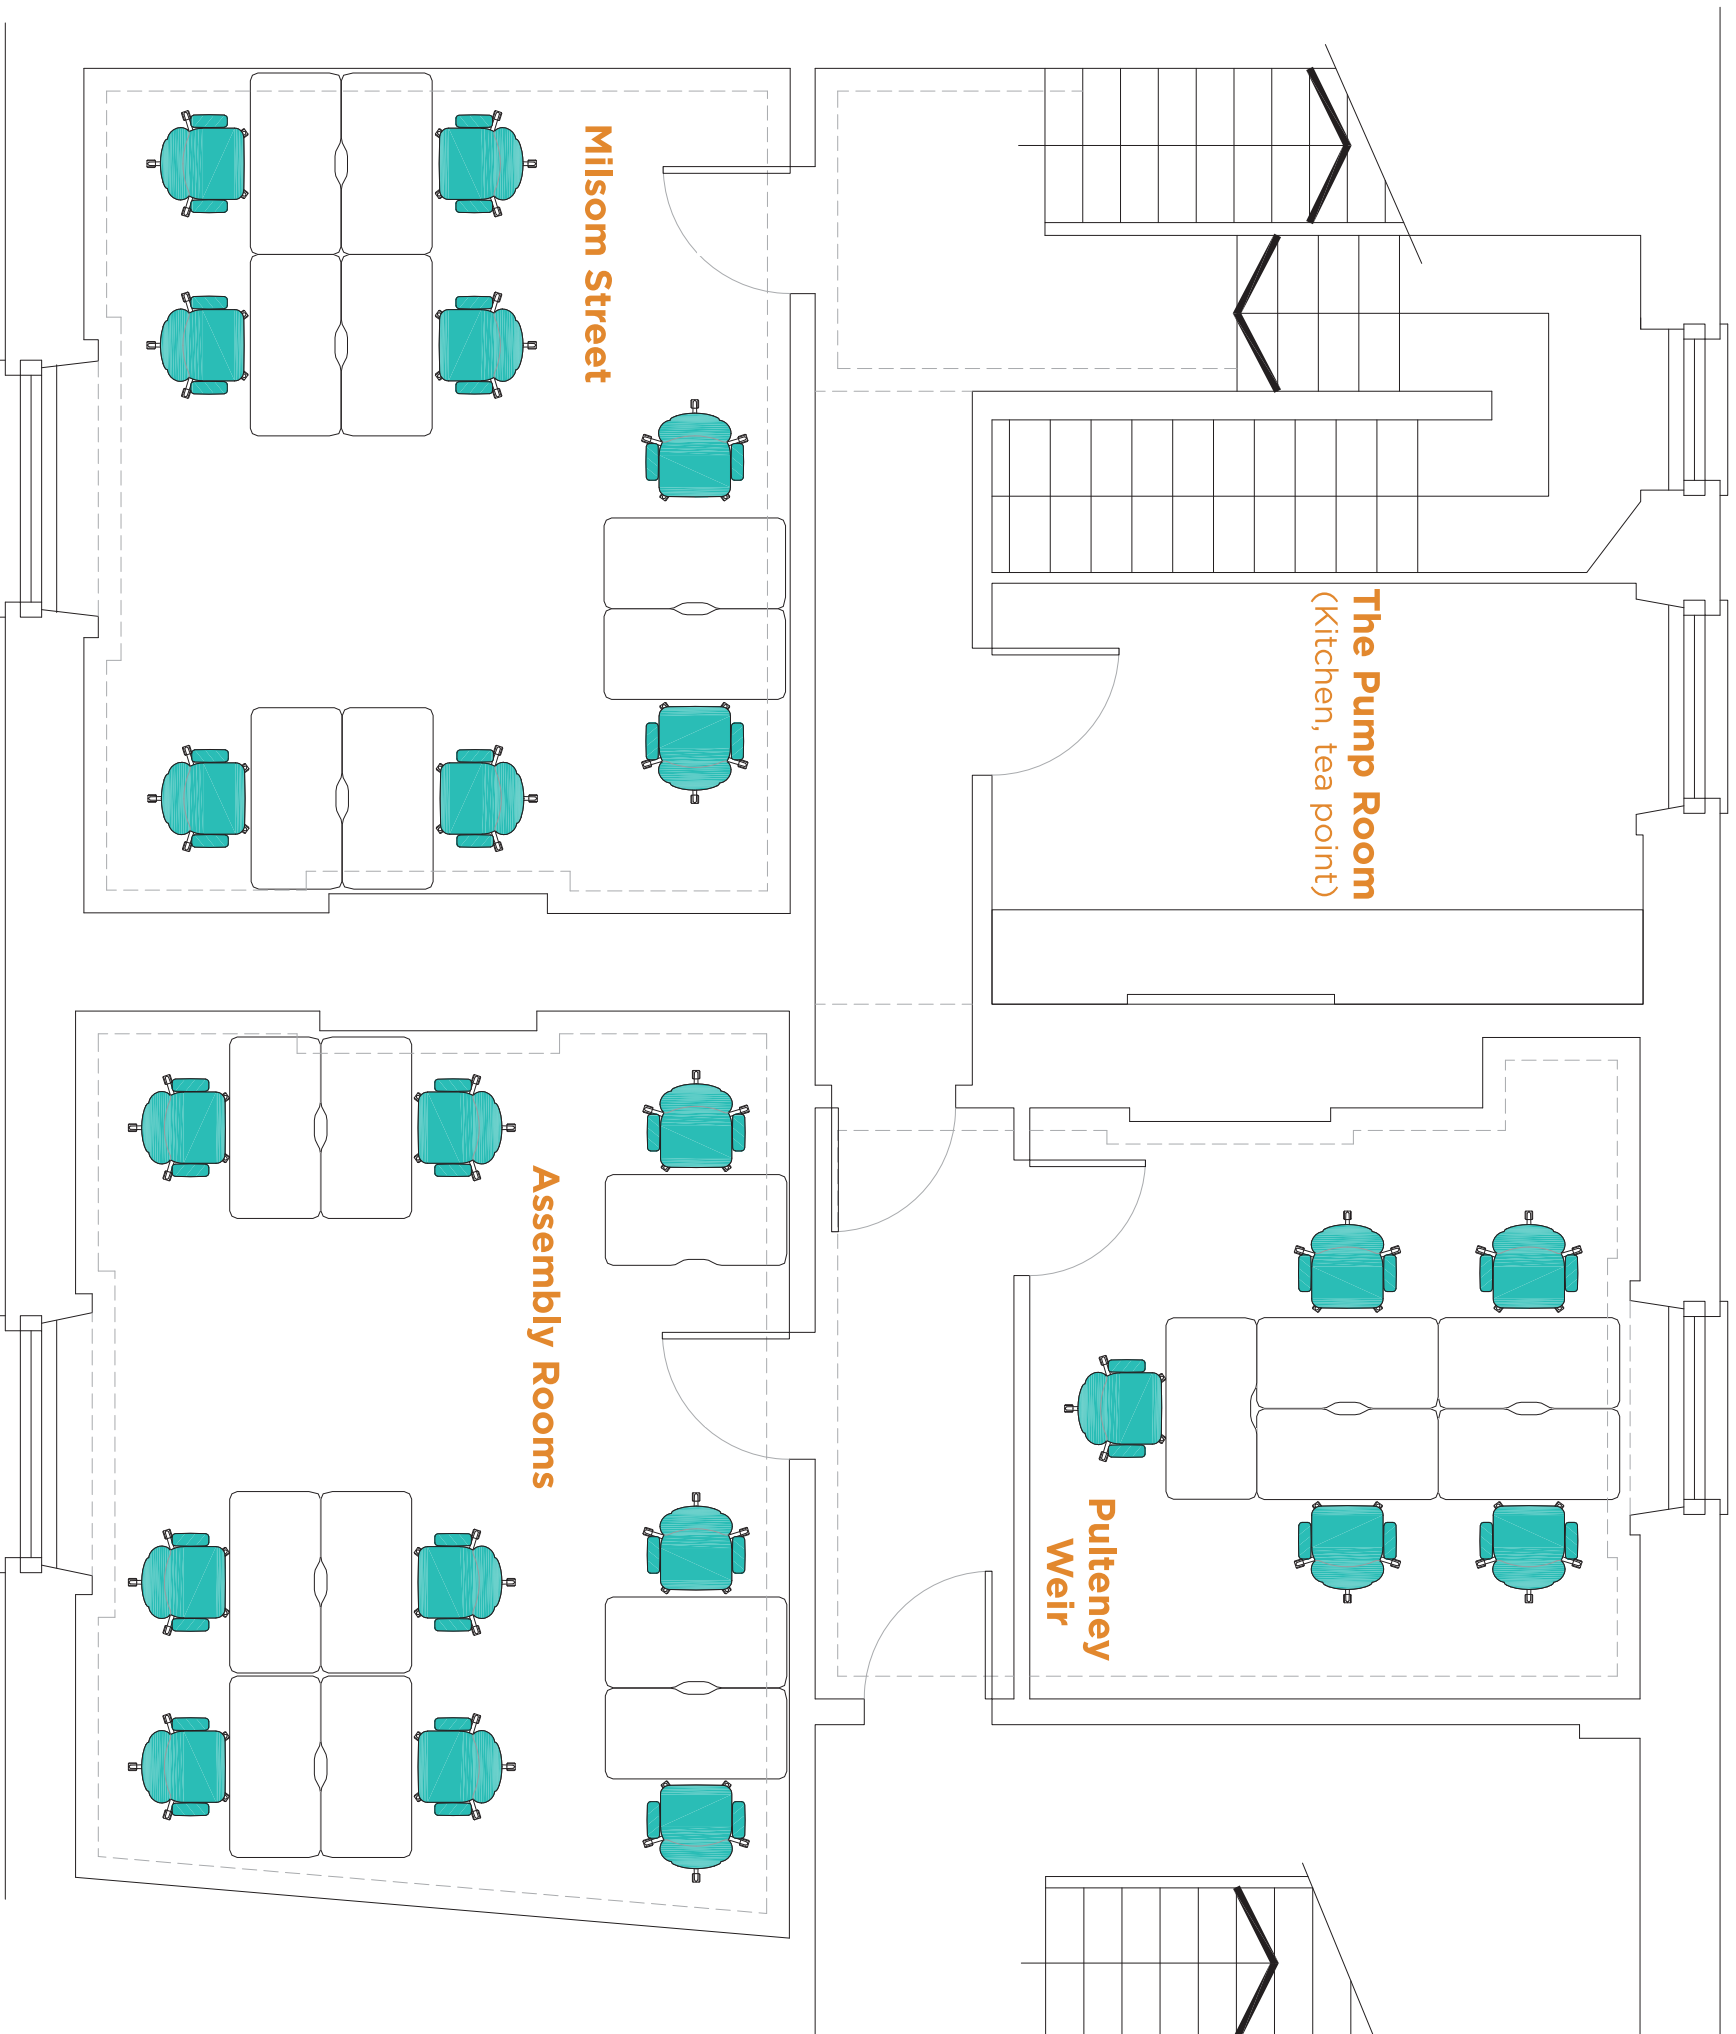 Milsom Street
The Pump Room
(Kitchen, tea point)
Assembly Rooms
Pulteney
Weir